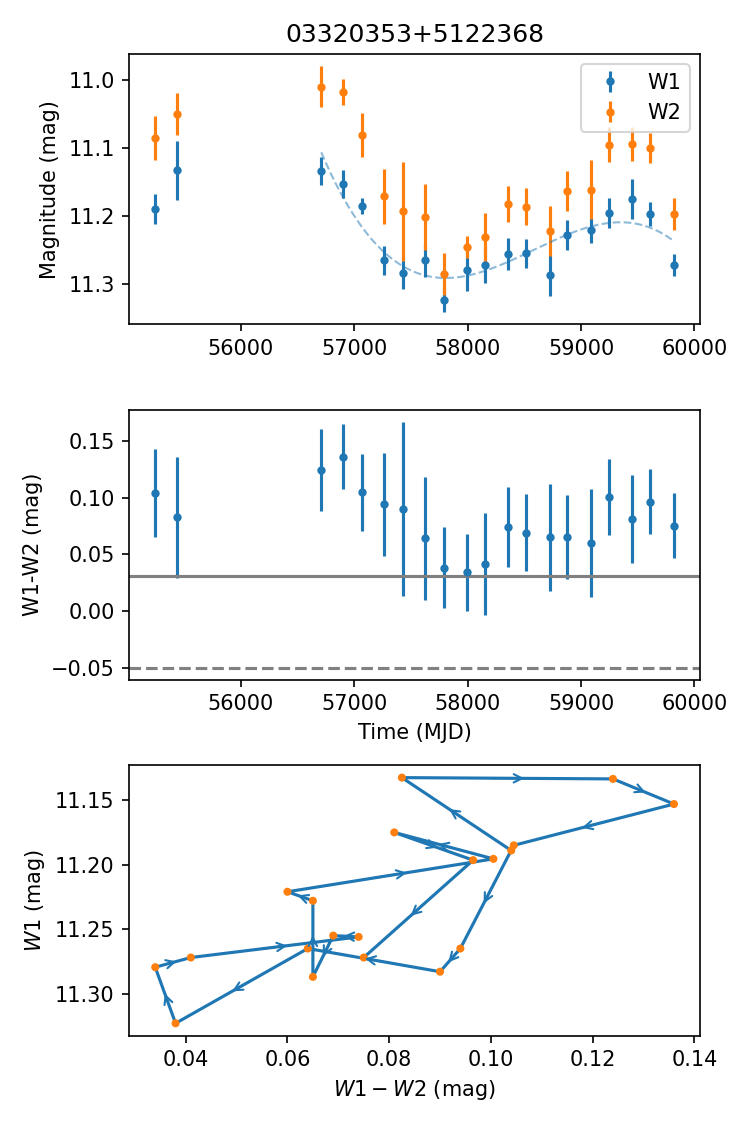 03320353+5122368
Magnitude (mag)
11.0
11.1
11.2
11.3
W1
W2
56000 57000 58000 59000 60000
W1-W2 (mag)
0.15
0.10
0.05
0.00
−0.05
56000 57000 58000 59000 60000
Time (MJD)
W1 (mag)
11.15
11.20
11.25
11.30
0.04 0.06 0.08 0.10 0.12 0.14
W1 − W2 (mag)